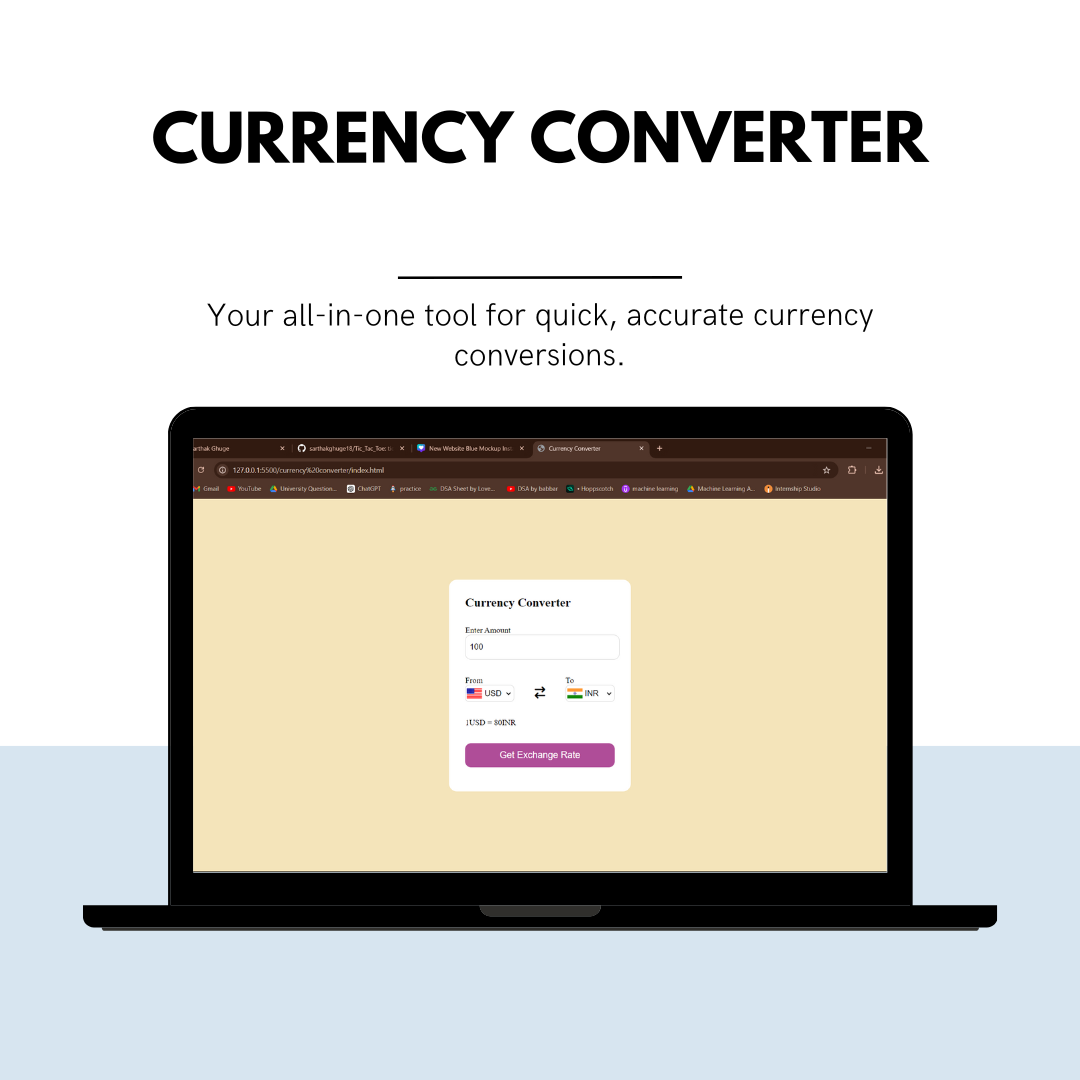 CURRENCY CONVERTER
Your all-in-one tool for quick, accurate currency
conversions.
arthak Ghuge
sarthakghuge18/Tic_Tac_Toe: ti
New Website Blue Mockup Inst
Currency Converter
127.0.0.1:5500/currency%20converter/index.html
Gmail YouTube University Question... ChatGPT practice DSA Sheet by Love... DSA by babbar • Hoppscotch machine learning Machine Learning A... Internship Studio
Currency Converter
Enter Amount
100
From To
USD INR
1USD = 80INR
Get Exchange Rate